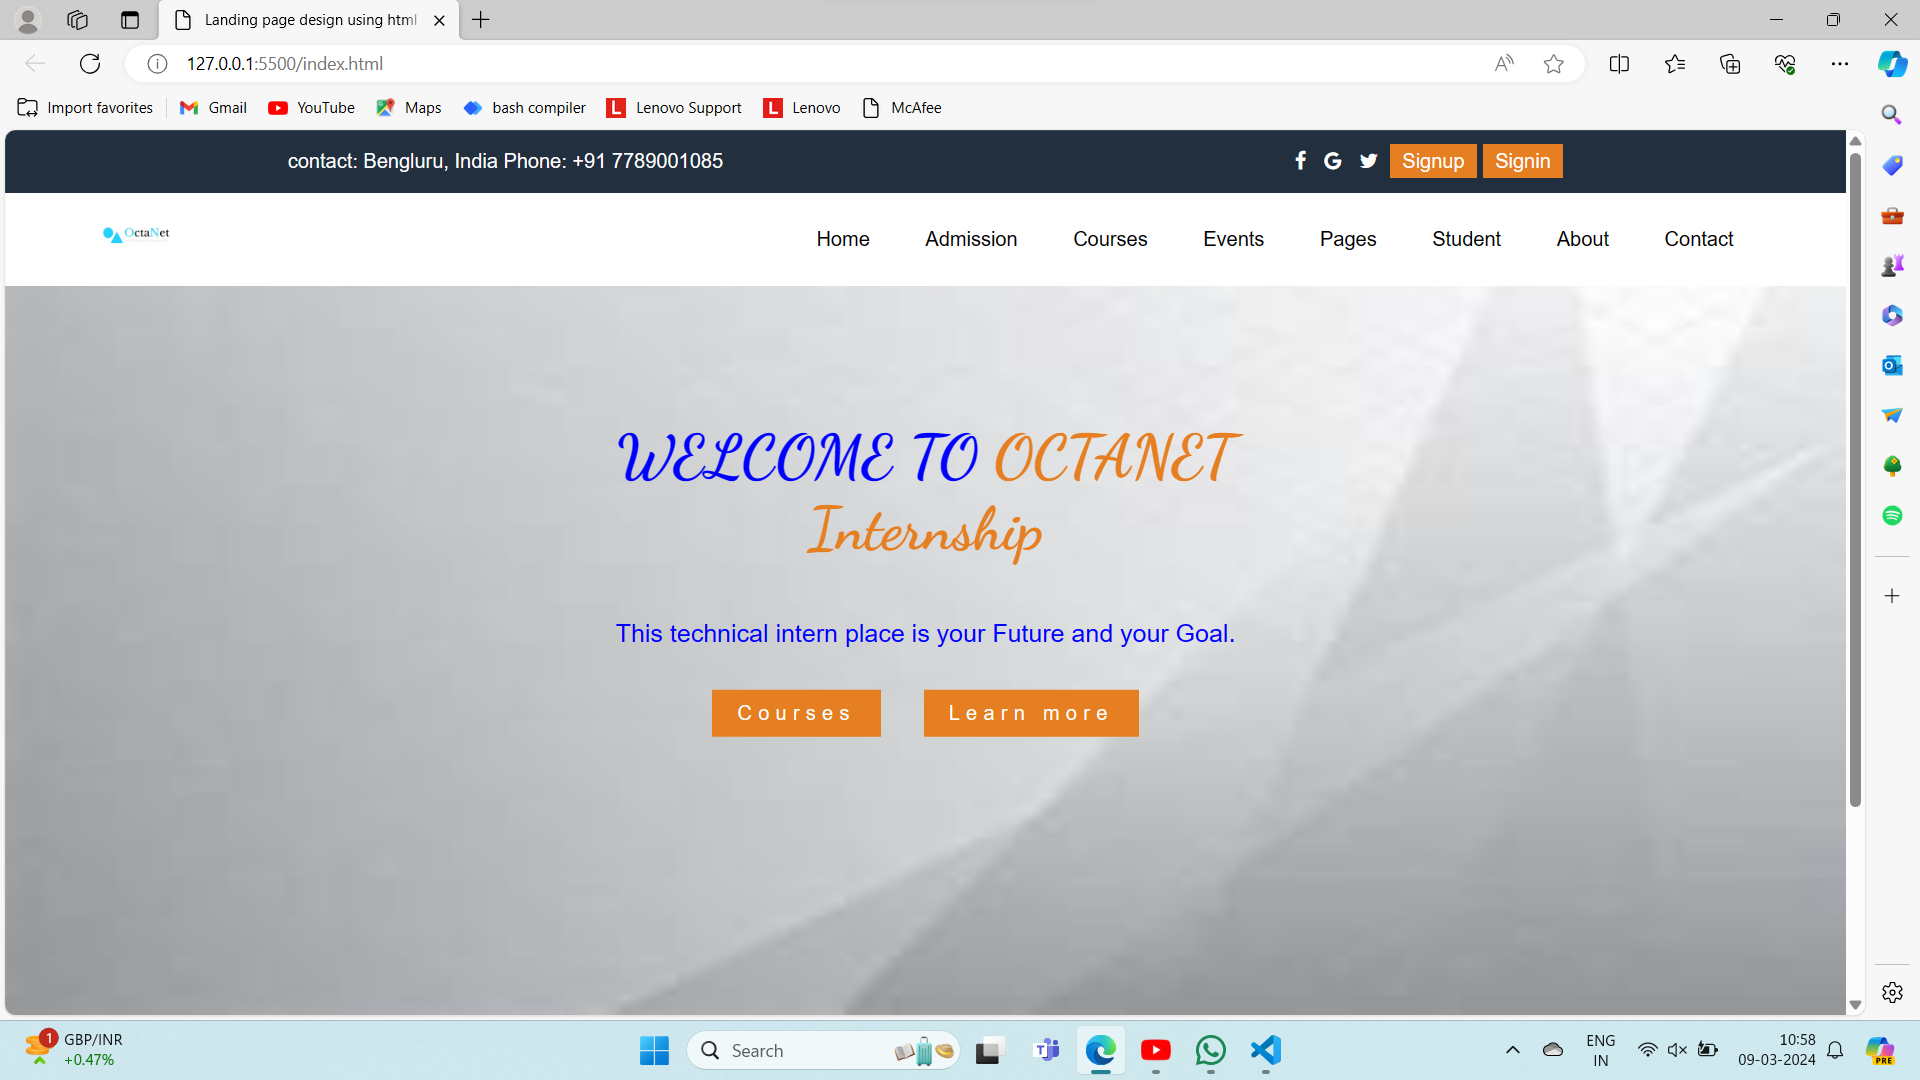 Landing page design using html
127.0.0.1:5500/index.html
Import favorites
Gmail
YouTube
Maps
bash compiler
L Lenovo Support
L Lenovo
McAfee
contact: Bengluru, India Phone: +91 7789001085
Signup
Signin
OctaNet
Home
Admission
Courses
Events
Pages
Student
About
Contact
WELCOME TO OCTANET
Internship
This technical intern place is your Future and your Goal.
Courses
Learn more
1
GBP/INR
+0.47%
Search
ENG
IN
10:58
09-03-2024
PRE